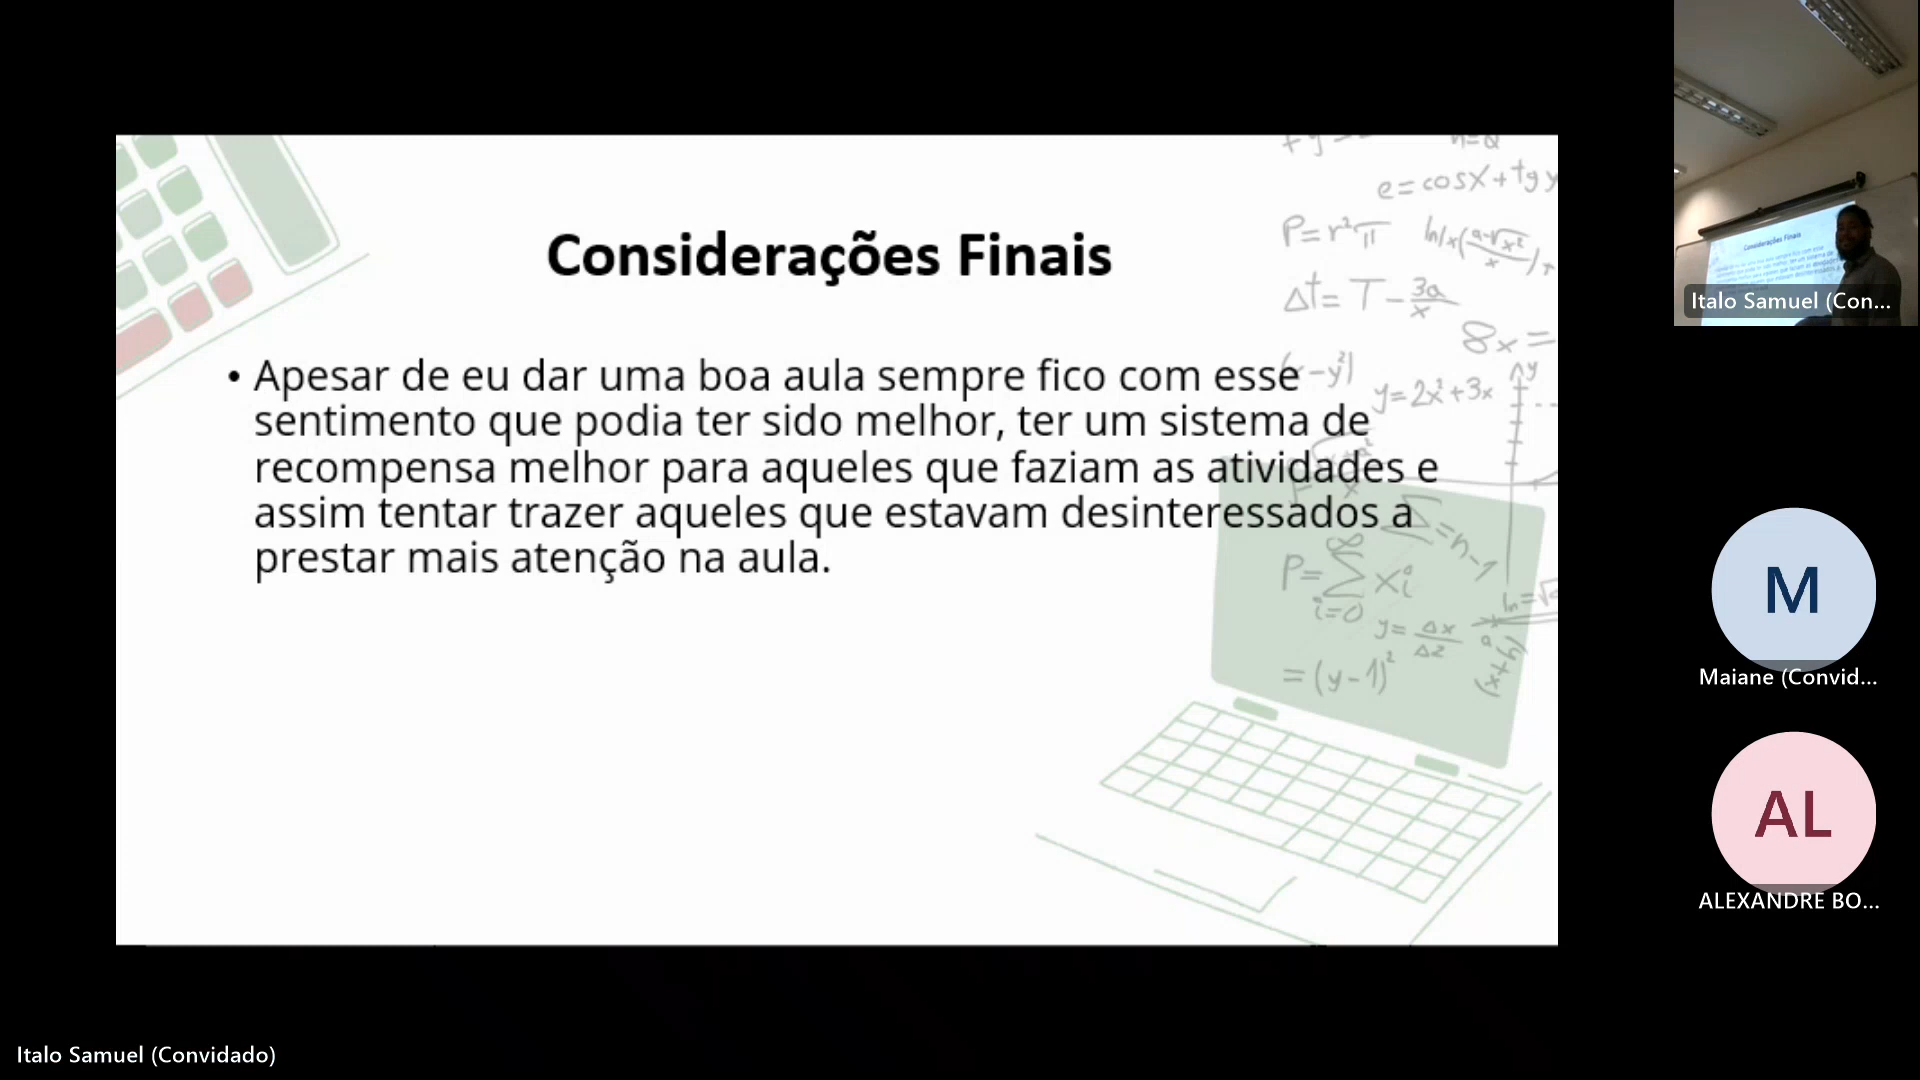 Considerações Finais
• Apesar de eu dar uma boa aula sempre fico com esse
sentimento que podia ter sido melhor, ter um sistema de
recompensa melhor para aqueles que faziam as atividades e
assim tentar trazer aqueles que estavam desinteressados a
prestar mais atenção na aula.
e=cosx+tgy
P=r²π
Δt=T-3a/x
8x=
y=2x²+3x
=(y-1)²
Considerações Finais
Italo Samuel (Con...
M
Maiane (Convid...
AL
ALEXANDRE BO...
Italo Samuel (Convidado)